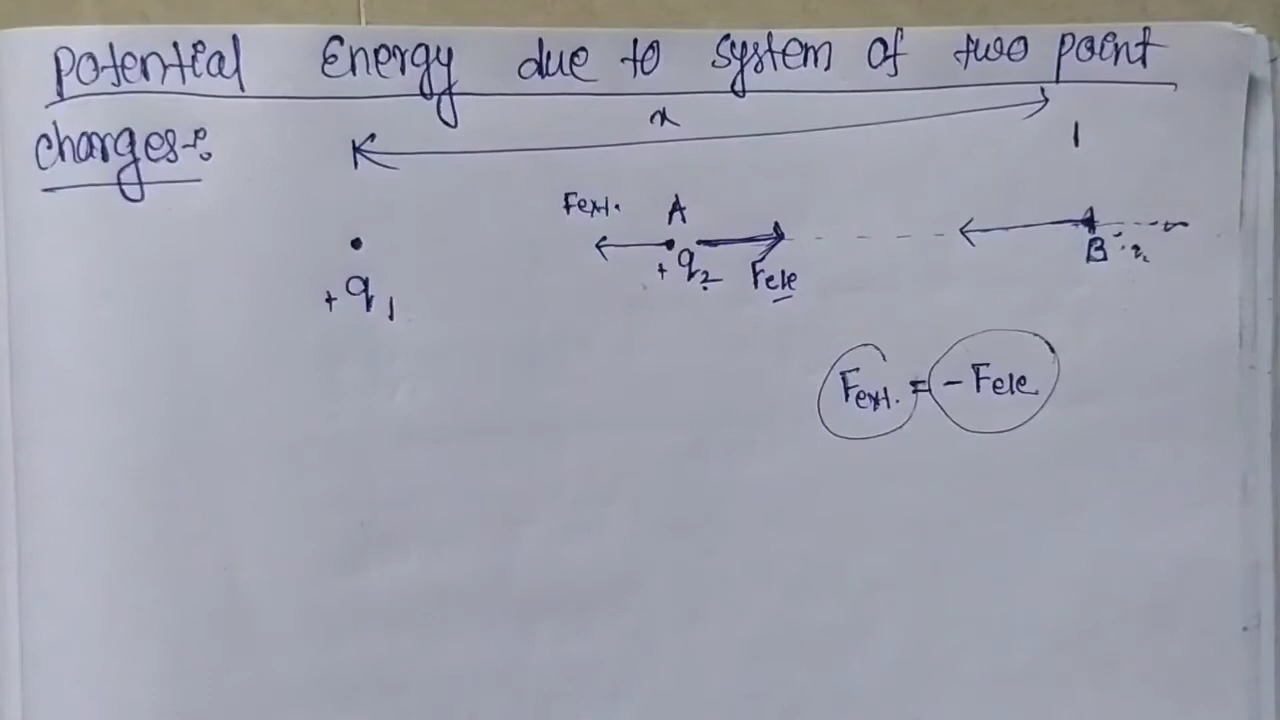 Potential Energy due to system of two point
charges:-
x
Fext. A
+q₁
+q₂ Fele
B
Fext. = - Fele